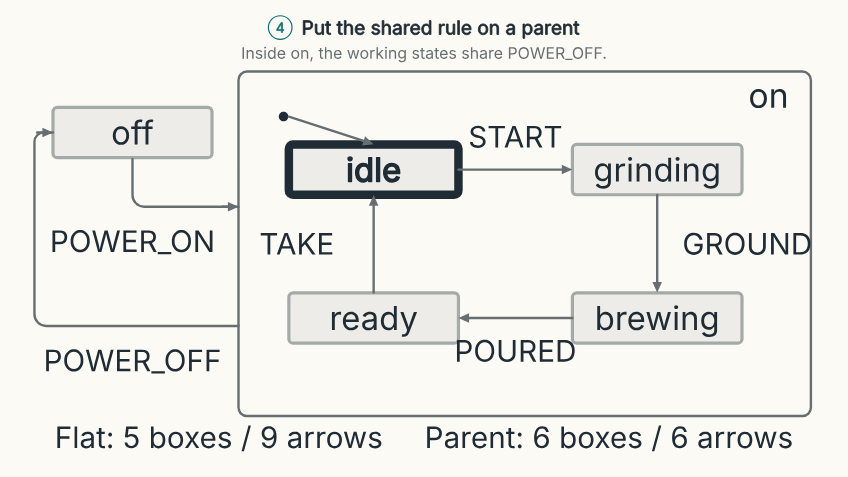 4 Put the shared rule on a parent
Inside on, the working states share POWER_OFF.
on
off
START
idle
grinding
POWER_ON
TAKE
GROUND
ready
brewing
POURED
POWER_OFF
Flat: 5 boxes / 9 arrows
Parent: 6 boxes / 6 arrows